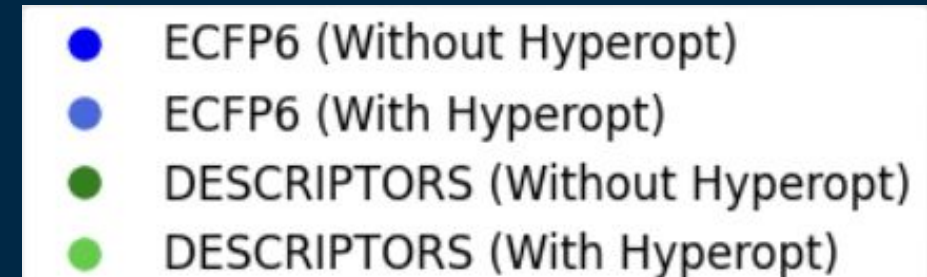 ECFP6 (Without Hyperopt)
ECFP6 (With Hyperopt)
DESCRIPTORS (Without Hyperopt)
DESCRIPTORS (With Hyperopt)